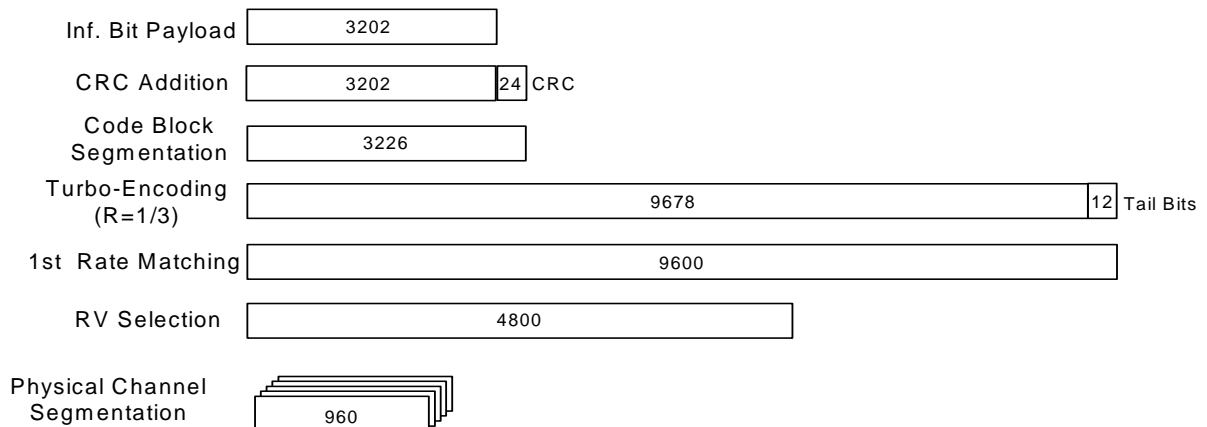 Inf. Bit Payload 3202
CRC Addition 3202 24 CRC
Code Block
Segmentation 3226
Turbo-Encoding
(R=1/3) 9678 12 Tail Bits
1st Rate Matching 9600
RV Selection 4800
Physical Channel
Segmentation 960